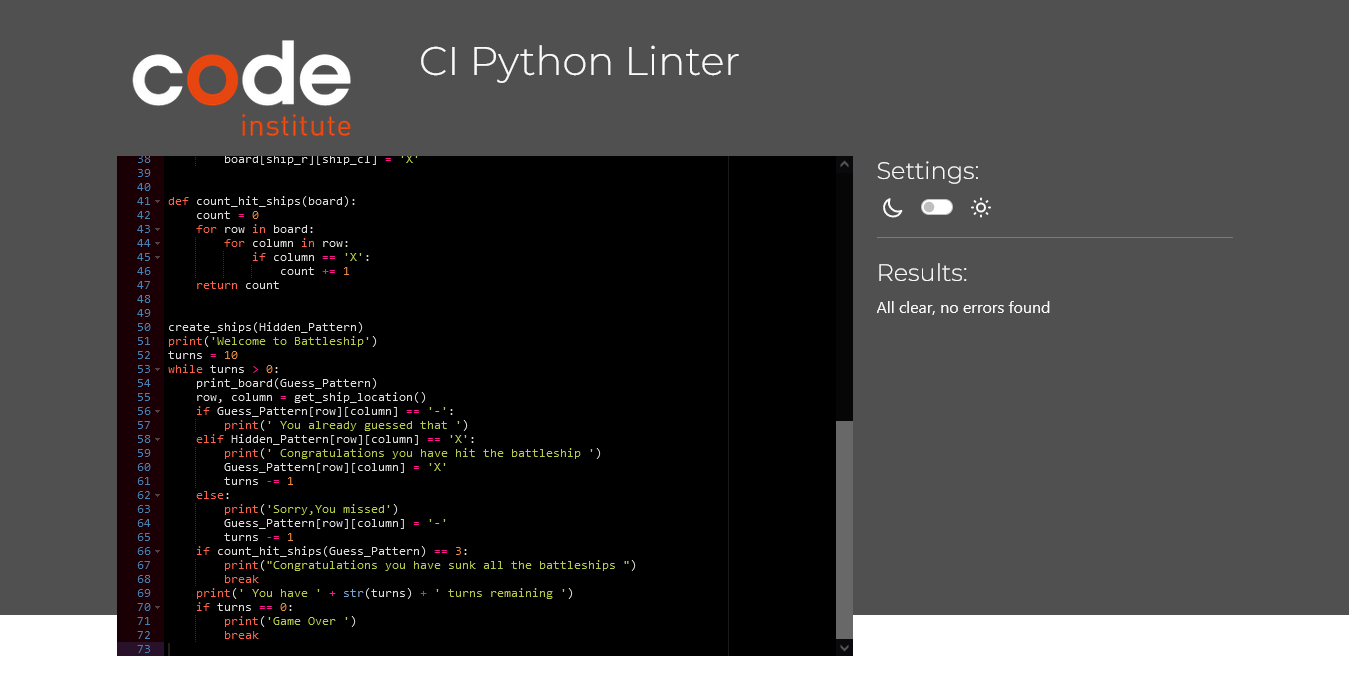 code
institute
CI Python Linter
38 board[ship_r][ship_cl] = 'X'
39
40
41 def count_hit_ships(board):
42 count = 0
43 for row in board:
44 for column in row:
45 if column == 'X':
46 count += 1
47 return count
48
49
50 create_ships(Hidden_Pattern)
51 print('Welcome to Battleship')
52 turns = 10
53 while turns > 0:
54 print_board(Guess_Pattern)
55 row, column = get_ship_location()
56 if Guess_Pattern[row][column] == '-':
57 print(' You already guessed that ')
58 elif Hidden_Pattern[row][column] == 'X':
59 print(' Congratulations you have hit the battleship ')
60 Guess_Pattern[row][column] = 'X'
61 turns -= 1
62 else:
63 print('Sorry,You missed')
64 Guess_Pattern[row][column] = '-'
65 turns -= 1
66 if count_hit_ships(Guess_Pattern) == 3:
67 print("Congratulations you have sunk all the battleships ")
68 break
69 print(' You have ' + str(turns) + ' turns remaining ')
70 if turns == 0:
71 print('Game Over ')
72 break
73
Settings:
Results:
All clear, no errors found